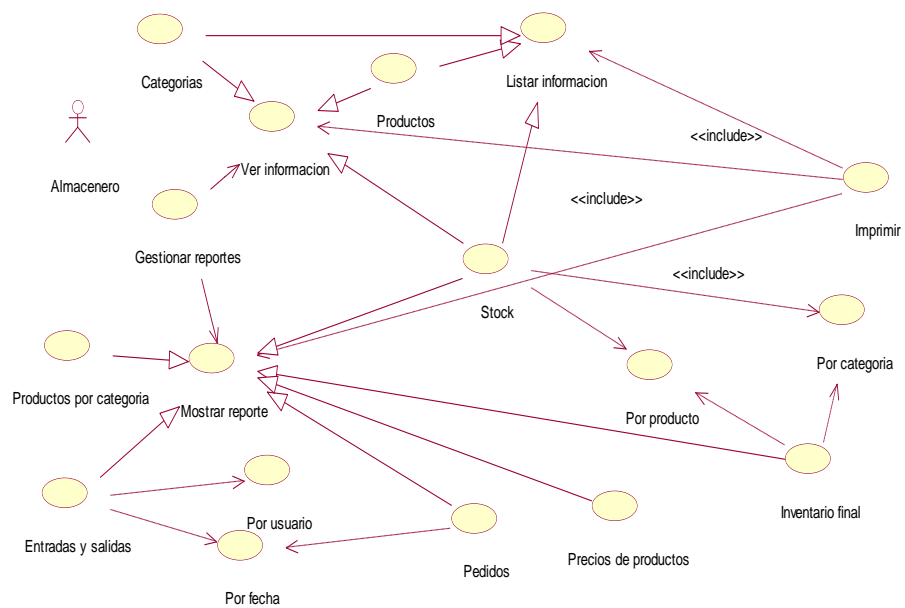 Categorias
Listar informacion
Productos
<<include>>
Almacenero
Ver informacion
<<include>>
Imprimir
Gestionar reportes
<<include>>
Stock
Por categoria
Productos por categoria
Mostrar reporte
Por producto
Por usuario
Inventario final
Entradas y salidas
Precios de productos
Pedidos
Por fecha